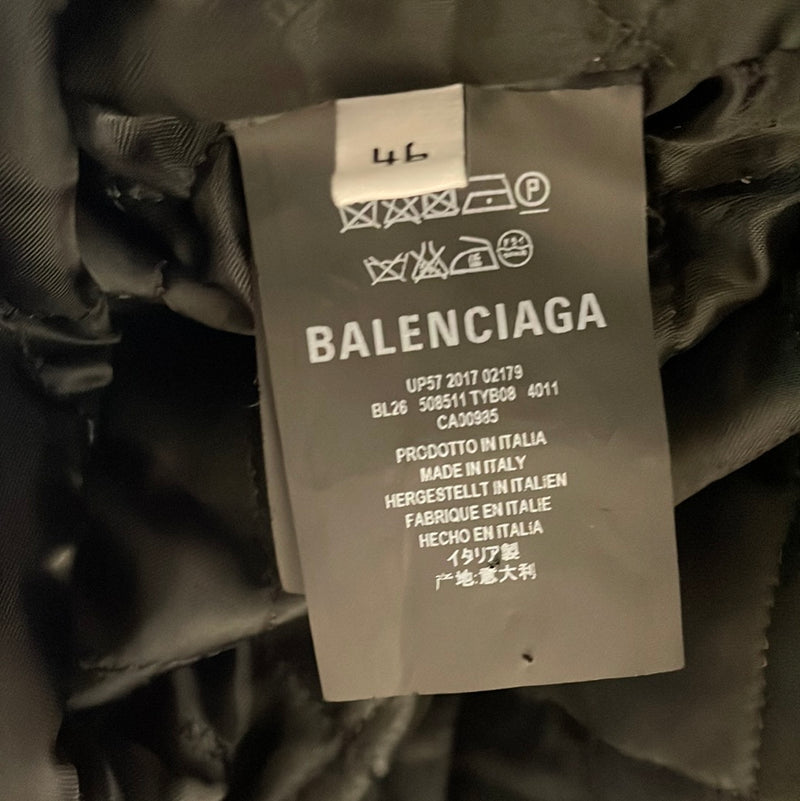 46
P
BALENCIAGA
UP57 2017 02179
BL26 508511 TYB08 4011
CA00985
PRODOTTO IN ITALIA
MADE IN ITALY
HERGESTELLT IN ITALIEN
FABRIQUE EN ITALIE
HECHO EN ITALIA
イタリア製
产地:意大利